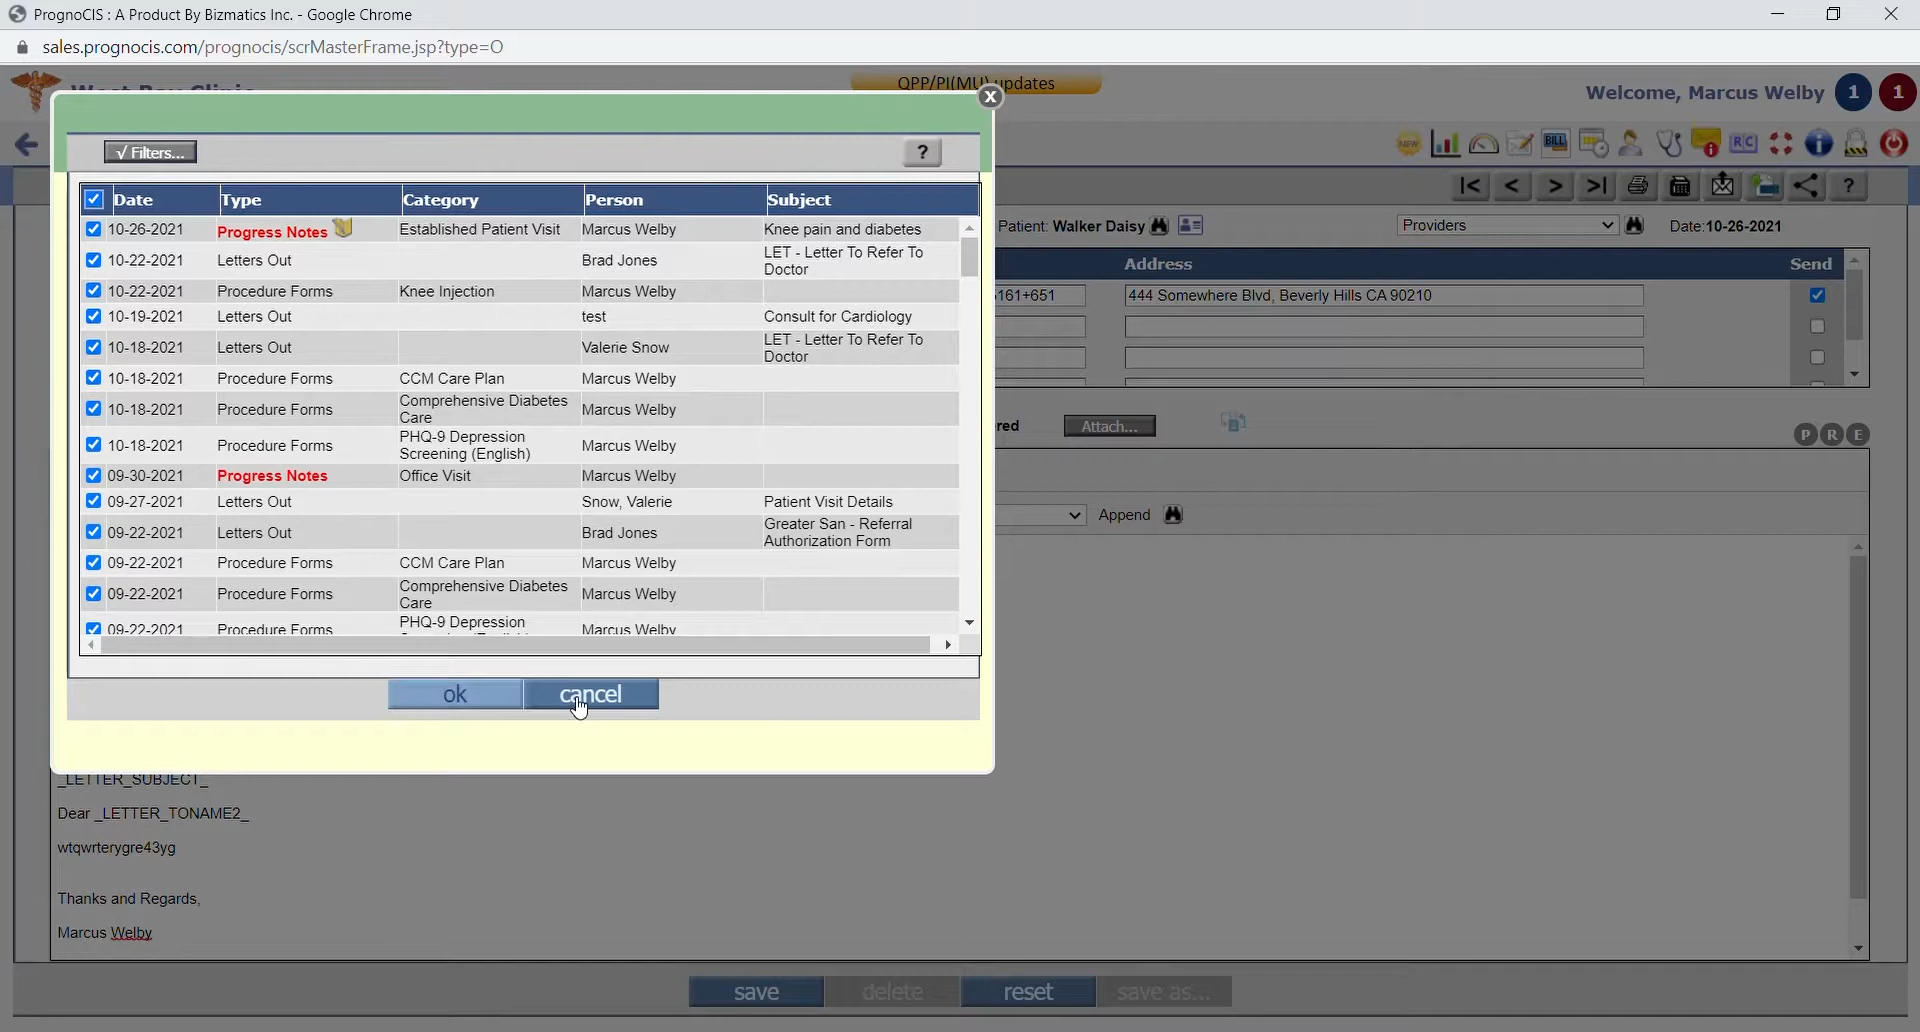 PrognoCIS : A Product By Bizmatics Inc. - Google Chrome
sales.prognocis.com/prognocis/scrMasterFrame.jsp?type=O
QPP/PI(MU) updates
Welcome, Marcus Welby 1 1
X
√ Filters... ?
NEW BILL RC
Date Type Category Person Subject
10-26-2021 Progress Notes Established Patient Visit Marcus Welby Knee pain and diabetes
10-22-2021 Letters Out Brad Jones LET - Letter To Refer To Doctor
10-22-2021 Procedure Forms Knee Injection Marcus Welby
10-19-2021 Letters Out test Consult for Cardiology
10-18-2021 Letters Out Valerie Snow LET - Letter To Refer To Doctor
10-18-2021 Procedure Forms CCM Care Plan Marcus Welby
10-18-2021 Procedure Forms Comprehensive Diabetes Care Marcus Welby
10-18-2021 Procedure Forms PHQ-9 Depression Screening (English) Marcus Welby
09-30-2021 Progress Notes Office Visit Marcus Welby
09-27-2021 Letters Out Snow, Valerie Patient Visit Details
09-22-2021 Letters Out Brad Jones Greater San - Referral Authorization Form
09-22-2021 Procedure Forms CCM Care Plan Marcus Welby
09-22-2021 Procedure Forms Comprehensive Diabetes Care Marcus Welby
09-22-2021 Procedure Forms PHQ-9 Depression Marcus Welby
ok cancel
?
Patient: Walker Daisy Providers Date:10-26-2021
Address Send
161+651 444 Somewhere Blvd, Beverly Hills CA 90210
red Attach...
P R E
Append
_LETTER_SUBJECT_
Dear _LETTER_TONAME2_
wtqwrterygre43yg
Thanks and Regards,
Marcus Welby
save delete reset save as...